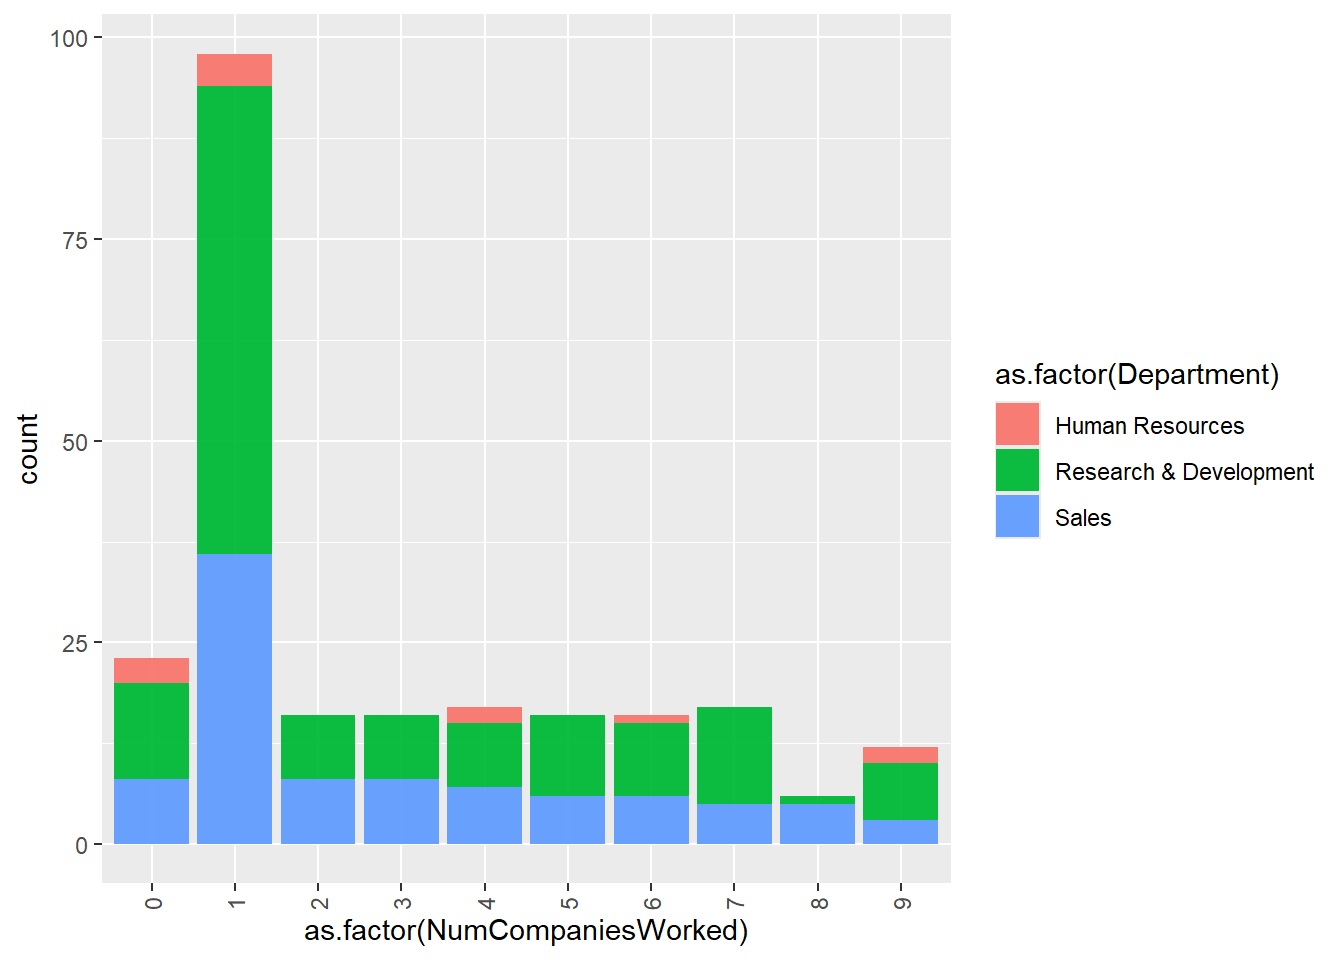 100
75
50
25
0
count
0 1 2 3 4 5 6 7 8 9
as.factor(NumCompaniesWorked)
as.factor(Department)
Human Resources
Research & Development
Sales